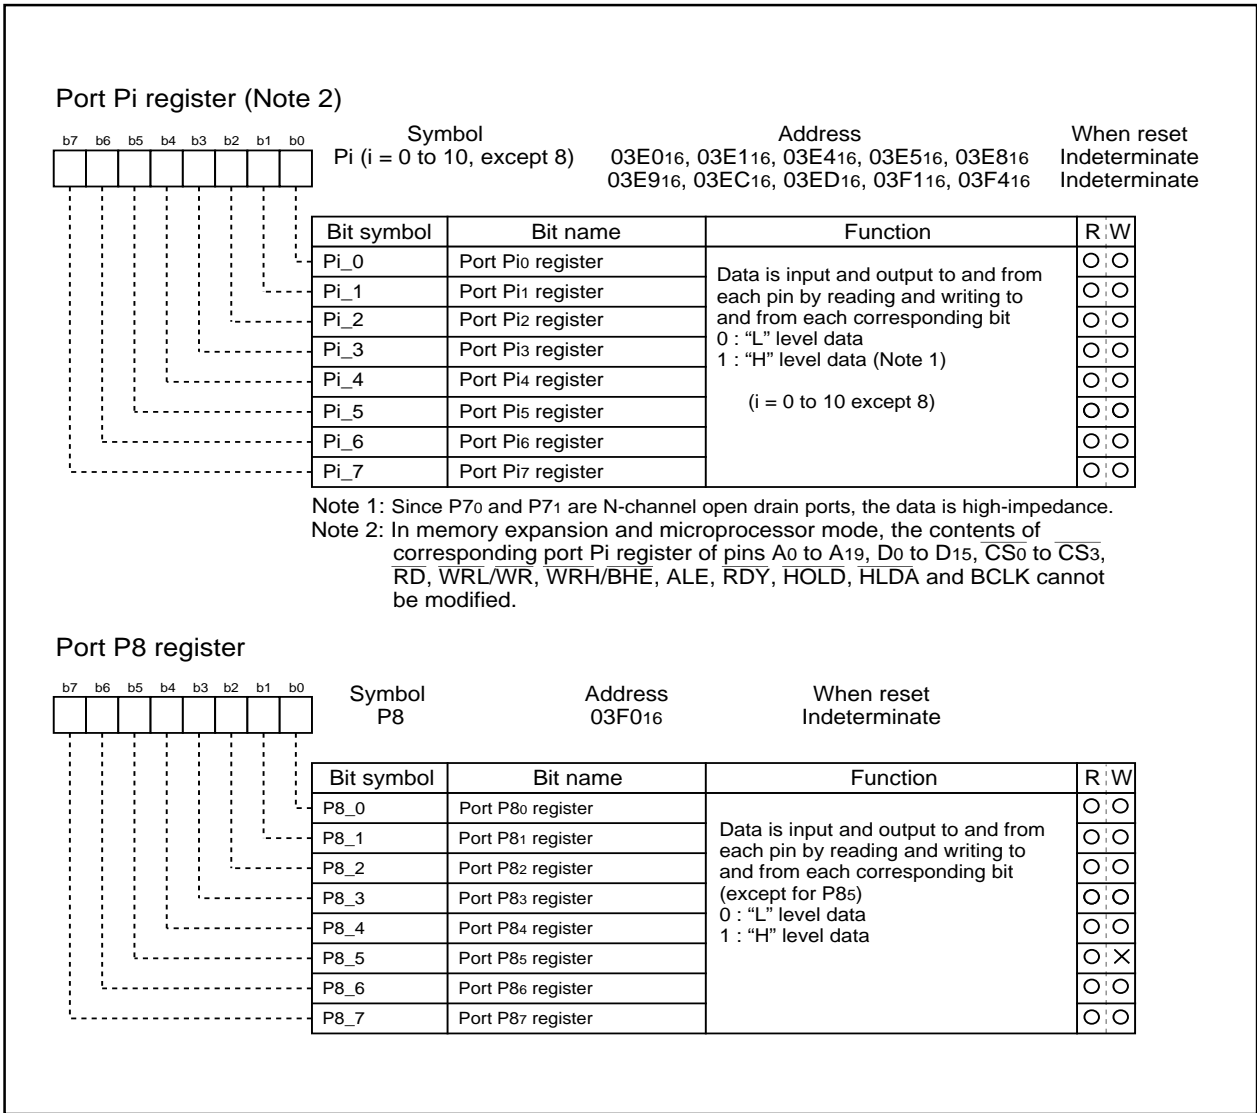 Port Pi register (Note 2)
b7 b6 b5 b4 b3 b2 b1 b0
Symbol Address When reset
Pi (i = 0 to 10, except 8) 03E016, 03E116, 03E416, 03E516, 03E816 Indeterminate
03E916, 03EC16, 03ED16, 03F116, 03F416 Indeterminate
Bit symbol Bit name Function R W
Pi_0 Port Pi0 register
Pi_1 Port Pi1 register
Pi_2 Port Pi2 register
Pi_3 Port Pi3 register
Pi_4 Port Pi4 register
Pi_5 Port Pi5 register
Pi_6 Port Pi6 register
Pi_7 Port Pi7 register
Data is input and output to and from
each pin by reading and writing to
and from each corresponding bit
0 : “L” level data
1 : “H” level data (Note 1)
(i = 0 to 10 except 8)
Note 1: Since P70 and P71 are N-channel open drain ports, the data is high-impedance.
Note 2: In memory expansion and microprocessor mode, the contents of
corresponding port Pi register of pins A0 to A19, D0 to D15, CS0 to CS3,
RD, WRL/WR, WRH/BHE, ALE, RDY, HOLD, HLDA and BCLK cannot
be modified.
Port P8 register
b7 b6 b5 b4 b3 b2 b1 b0
Symbol Address When reset
P8 03F016 Indeterminate
Bit symbol Bit name Function R W
P8_0 Port P80 register
P8_1 Port P81 register
P8_2 Port P82 register
P8_3 Port P83 register
P8_4 Port P84 register
P8_5 Port P85 register
P8_6 Port P86 register
P8_7 Port P87 register
Data is input and output to and from
each pin by reading and writing to
and from each corresponding bit
(except for P85)
0 : “L” level data
1 : “H” level data